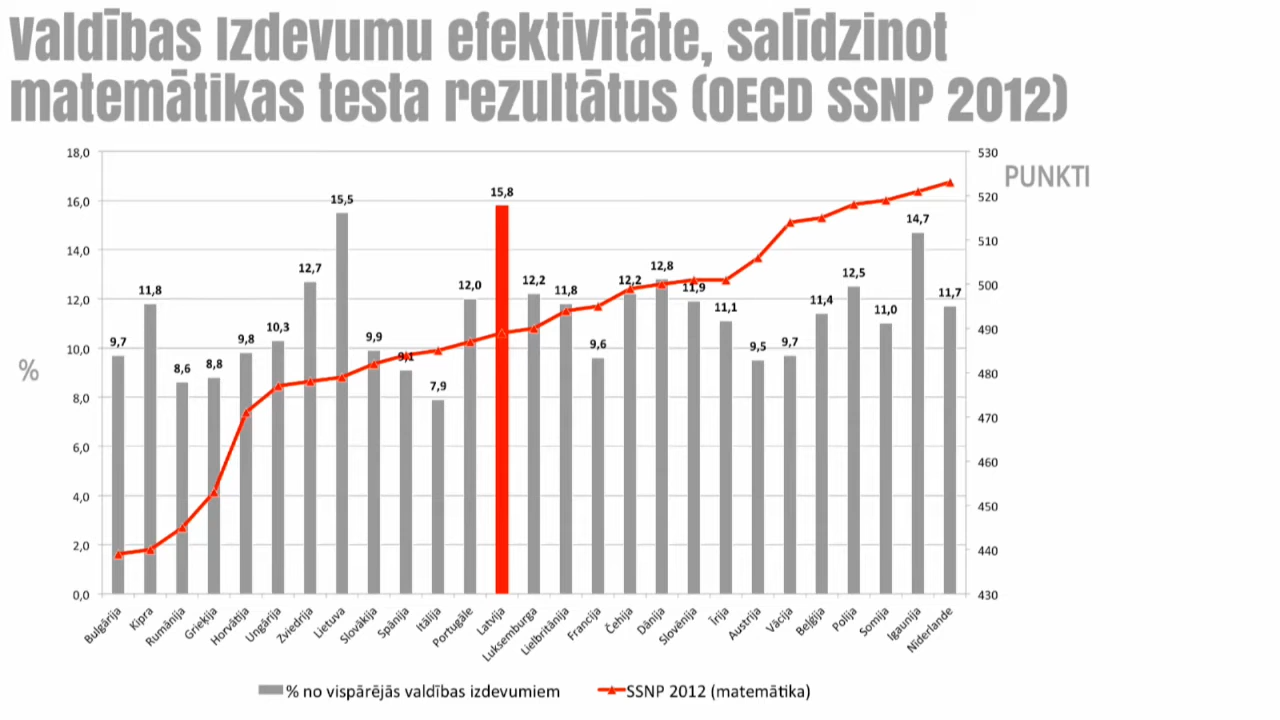 Valdības Izdevumu efektivitāte, salīdzinot
matemātikas testa rezultātus (OECD SSNP 2012)
18,0
16,0
14,0
12,0
10,0
8,0
6,0
4,0
2,0
0,0
%
530
520
510
500
490
480
470
460
450
440
430
PUNKTI
9,7
11,8
8,6
8,8
9,8
10,3
12,7
15,5
9,9
9,1
7,9
12,0
15,8
12,2
11,8
9,6
12,2
12,8
11,9
11,1
9,5
9,7
11,4
12,5
11,0
14,7
11,7
Bulgārija
Kipra
Rumānija
Grieķija
Horvātija
Ungārija
Zviedrija
Lietuva
Slovākija
Spānija
Itālija
Portugāle
Latvija
Luksemburga
Lielbritānija
Francija
Čehija
Dānija
Slovēnija
Īrija
Austrija
Vācija
Beļģija
Polija
Somija
Igaunija
Nīderlande
% no vispārējās valdības izdevumiem
SSNP 2012 (matemātika)